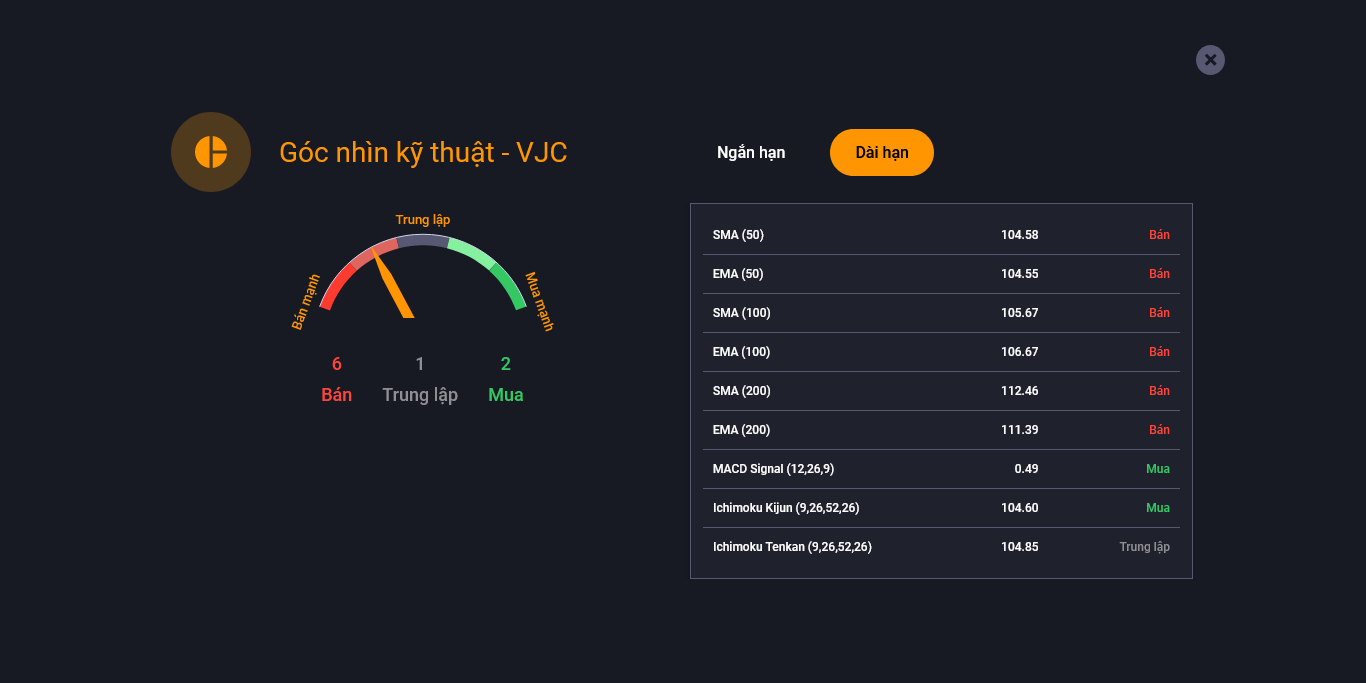 Góc nhìn kỹ thuật - VJC
Ngắn hạn
Dài hạn
Trung lập
Bán mạnh
Mua mạnh
6
1
2
Bán
Trung lập
Mua
SMA (50) 104.58 Bán
EMA (50) 104.55 Bán
SMA (100) 105.67 Bán
EMA (100) 106.67 Bán
SMA (200) 112.46 Bán
EMA (200) 111.39 Bán
MACD Signal (12,26,9) 0.49 Mua
Ichimoku Kijun (9,26,52,26) 104.60 Mua
Ichimoku Tenkan (9,26,52,26) 104.85 Trung lập